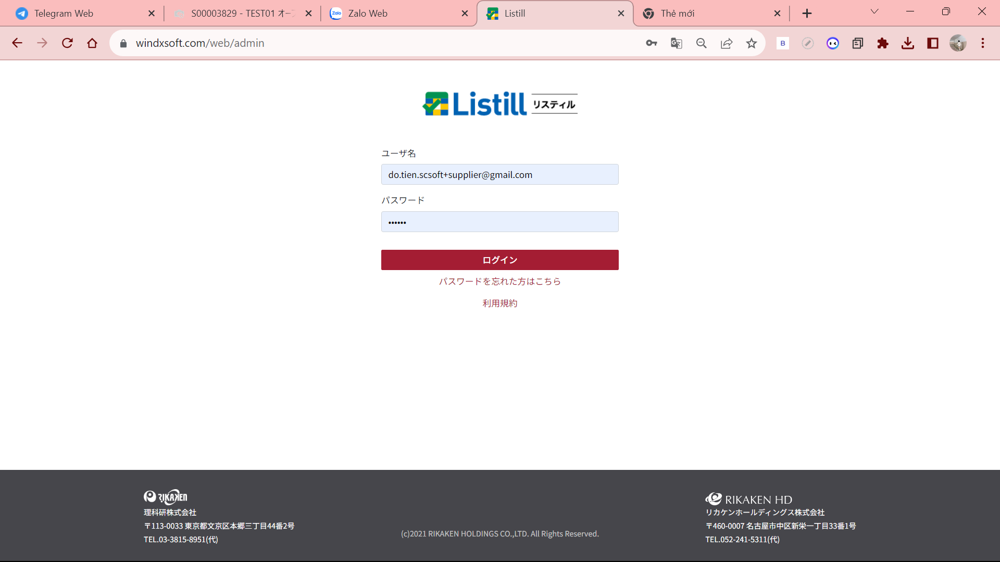 Telegram Web
S00003829 - TEST01 オー
Zalo Web
Listill
Thẻ mới
windxsoft.com/web/admin
B
Listill リスティル
ユーザ名
do.tien.scsoft+supplier@gmail.com
パスワード
••••••
ログイン
パスワードを忘れた方はこちら
利用規約
RIKAKEN
理科研株式会社
〒113-0033 東京都文京区本郷三丁目44番2号
TEL.03-3815-8951(代)
(c)2021 RIKAKEN HOLDINGS CO.,LTD. All Rights Reserved.
RIKAKEN HD
リカケンホールディングス株式会社
〒460-0007 名古屋市中区新栄一丁目33番1号
TEL.052-241-5311(代)